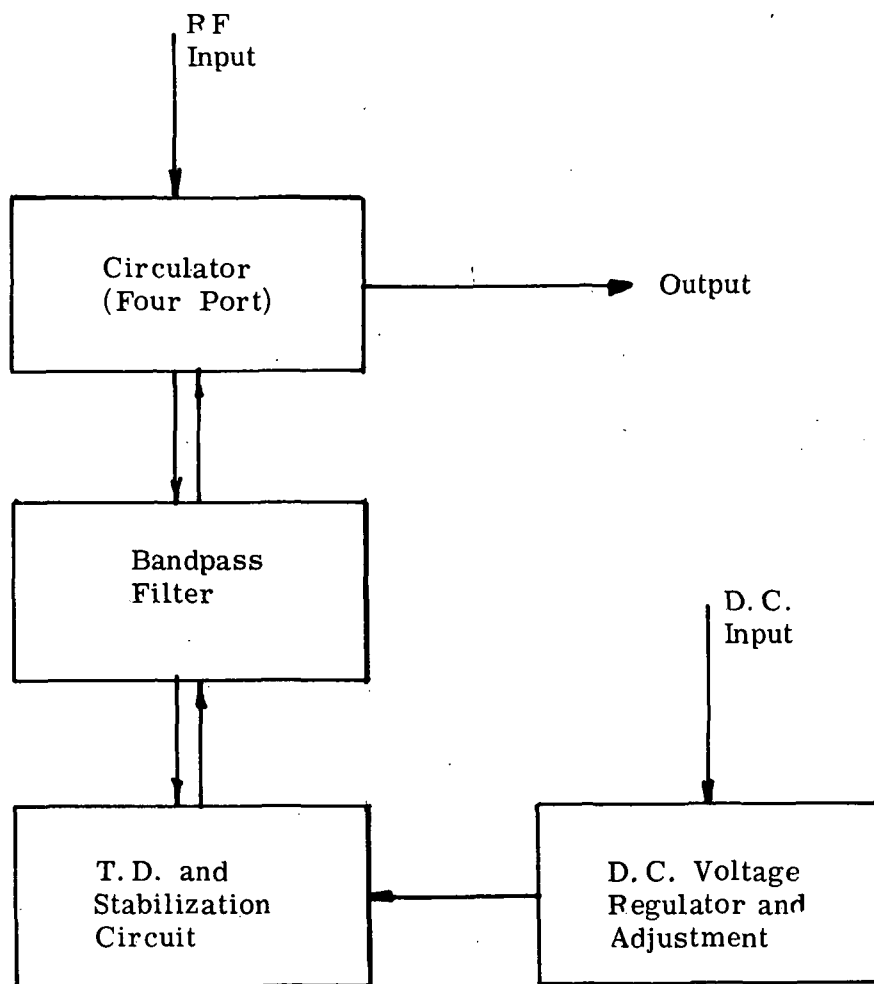 RF
Input
Circulator
(Four Port)
Output
Bandpass
Filter
D.C.
Input
T.D. and
Stabilization
Circuit
D.C. Voltage
Regulator and
Adjustment